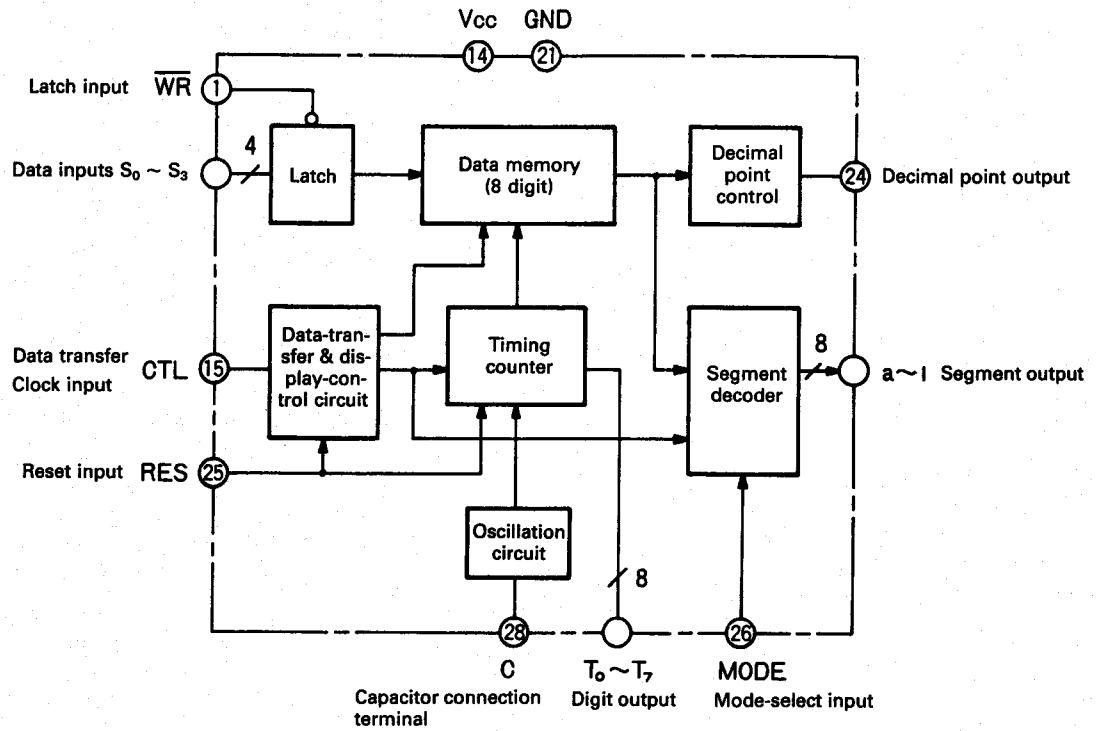 Vcc GND
14 21
Latch input WR 1
Data inputs S₀ ~ S₃
4
Latch
Data memory
(8 digit)
Decimal
point
control
24 Decimal point output
Data transfer
Clock input
CTL 15
Data-tran-
sfer & dis-
play-con-
trol circuit
Timing
counter
Segment
decoder
8
a~l Segment output
Reset input RES 25
Oscillation
circuit
8
28
26
C
Capacitor connection
terminal
T₀~T₇
Digit output
MODE
Mode-select input